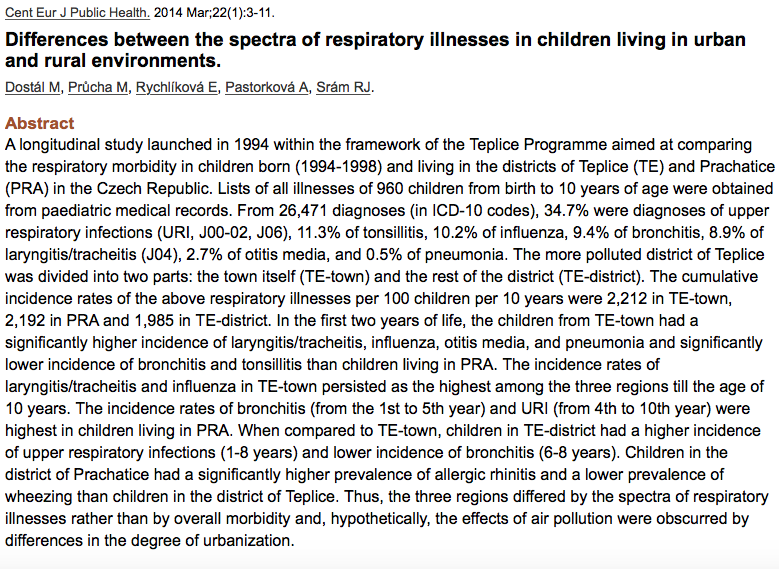 Cent Eur J Public Health. 2014 Mar;22(1):3-11.
Differences between the spectra of respiratory illnesses in children living in urban
and rural environments.
Dostál M, Průcha M, Rychlíková E, Pastorková A, Srám RJ.
Abstract
A longitudinal study launched in 1994 within the framework of the Teplice Programme aimed at comparing
the respiratory morbidity in children born (1994-1998) and living in the districts of Teplice (TE) and Prachatice
(PRA) in the Czech Republic. Lists of all illnesses of 960 children from birth to 10 years of age were obtained
from paediatric medical records. From 26,471 diagnoses (in ICD-10 codes), 34.7% were diagnoses of upper
respiratory infections (URI, J00-02, J06), 11.3% of tonsillitis, 10.2% of influenza, 9.4% of bronchitis, 8.9% of
laryngitis/tracheitis (J04), 2.7% of otitis media, and 0.5% of pneumonia. The more polluted district of Teplice
was divided into two parts: the town itself (TE-town) and the rest of the district (TE-district). The cumulative
incidence rates of the above respiratory illnesses per 100 children per 10 years were 2,212 in TE-town,
2,192 in PRA and 1,985 in TE-district. In the first two years of life, the children from TE-town had a
significantly higher incidence of laryngitis/tracheitis, influenza, otitis media, and pneumonia and significantly
lower incidence of bronchitis and tonsillitis than children living in PRA. The incidence rates of
laryngitis/tracheitis and influenza in TE-town persisted as the highest among the three regions till the age of
10 years. The incidence rates of bronchitis (from the 1st to 5th year) and URI (from 4th to 10th year) were
highest in children living in PRA. When compared to TE-town, children in TE-district had a higher incidence
of upper respiratory infections (1-8 years) and lower incidence of bronchitis (6-8 years). Children in the
district of Prachatice had a significantly higher prevalence of allergic rhinitis and a lower prevalence of
wheezing than children in the district of Teplice. Thus, the three regions differed by the spectra of respiratory
illnesses rather than by overall morbidity and, hypothetically, the effects of air pollution were obscurred by
differences in the degree of urbanization.